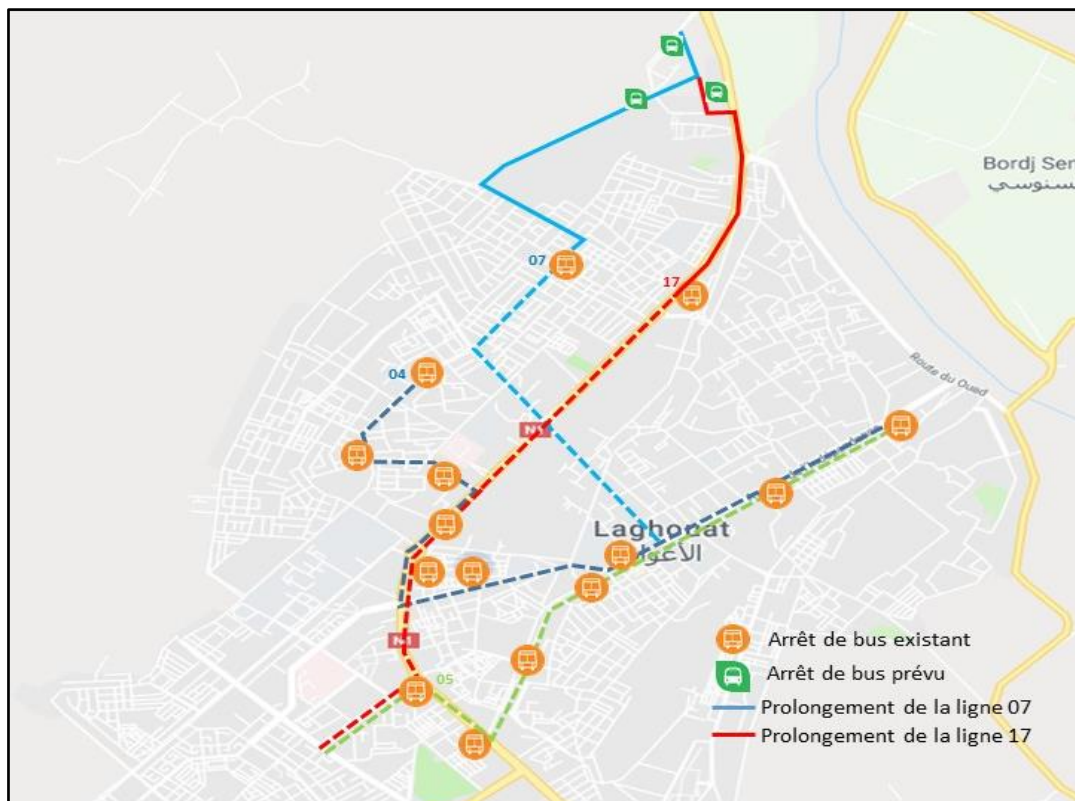 Bordj Sen
سنوسي
07
17
04
Route du Oued
N1
Laghouat
الأغواط
N1
05
Arrêt de bus existant
Arrêt de bus prévu
Prolongement de la ligne 07
Prolongement de la ligne 17